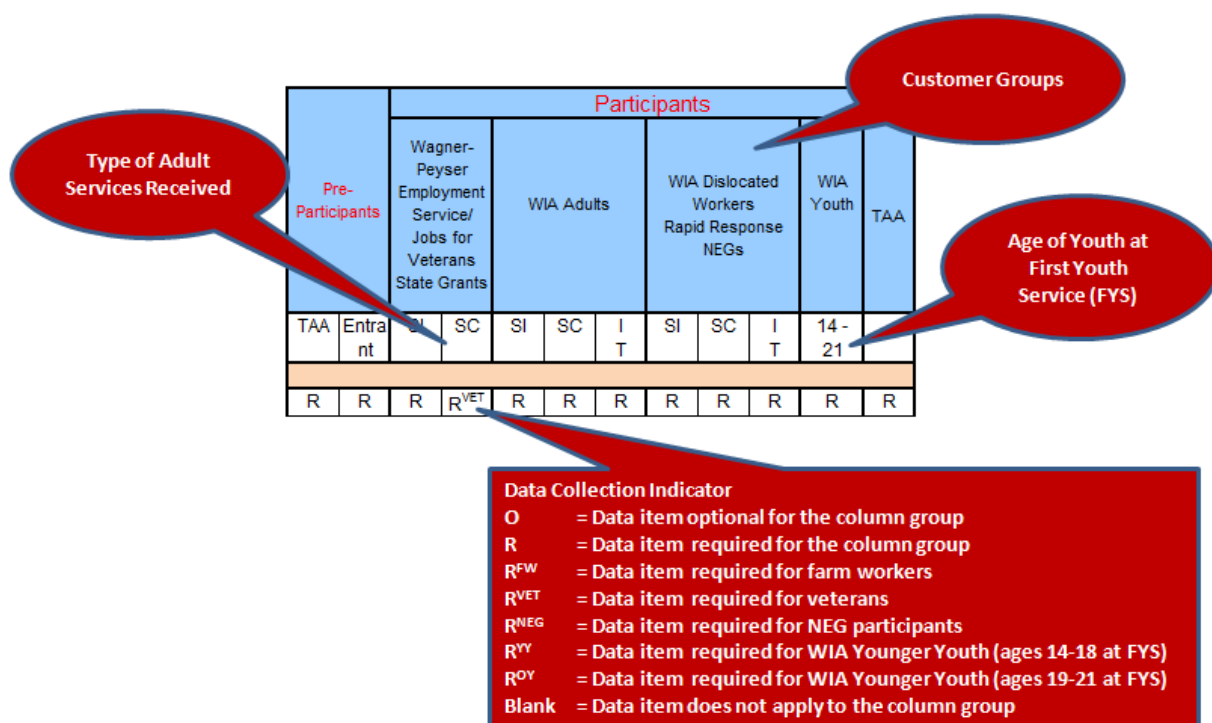 Customer Groups
Participants
Type of Adult
Services Received
Pre-
Participants
Wagner-
Peyser
Employment
Service/
Jobs for
Veterans
State Grants
WIA Adults
WIA Dislocated
Workers
Rapid Response
NEGs
WIA
Youth
TAA
Age of Youth at
First Youth
Service (FYS)
TAA Entra
nt SI SC SI SC I
T SI SC I
T 14 -
21
R R R R^VET R R R R R R R R
Data Collection Indicator
O = Data item optional for the column group
R = Data item required for the column group
R^FW = Data item required for farm workers
R^VET = Data item required for veterans
R^NEG = Data item required for NEG participants
R^YY = Data item required for WIA Younger Youth (ages 14-18 at FYS)
R^OY = Data item required for WIA Younger Youth (ages 19-21 at FYS)
Blank = Data item does not apply to the column group